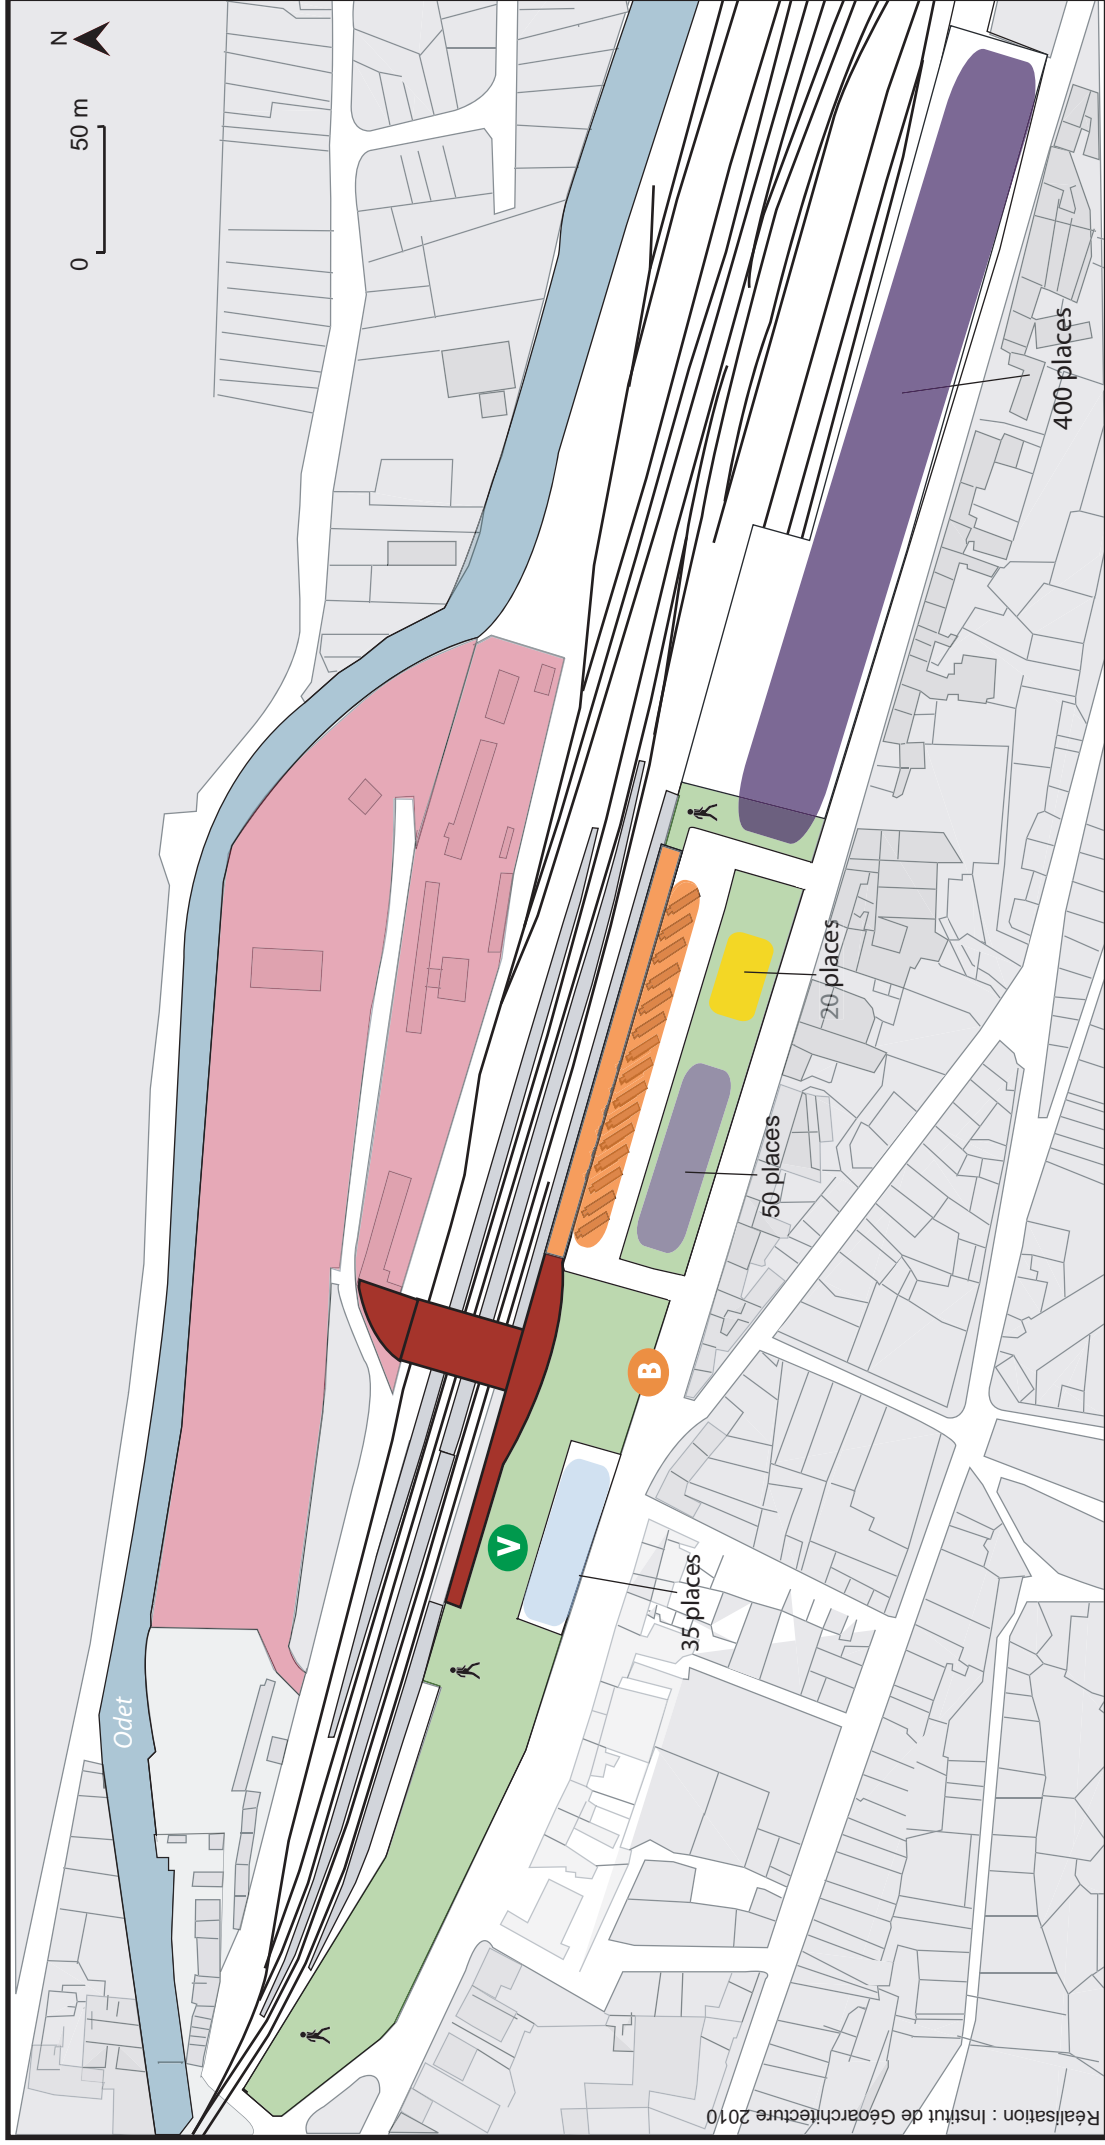 N
0 50 m
Odet
V
B
35 places
50 places
20 places
400 places
Réalisation : Institut de Géoarchitecture 2010